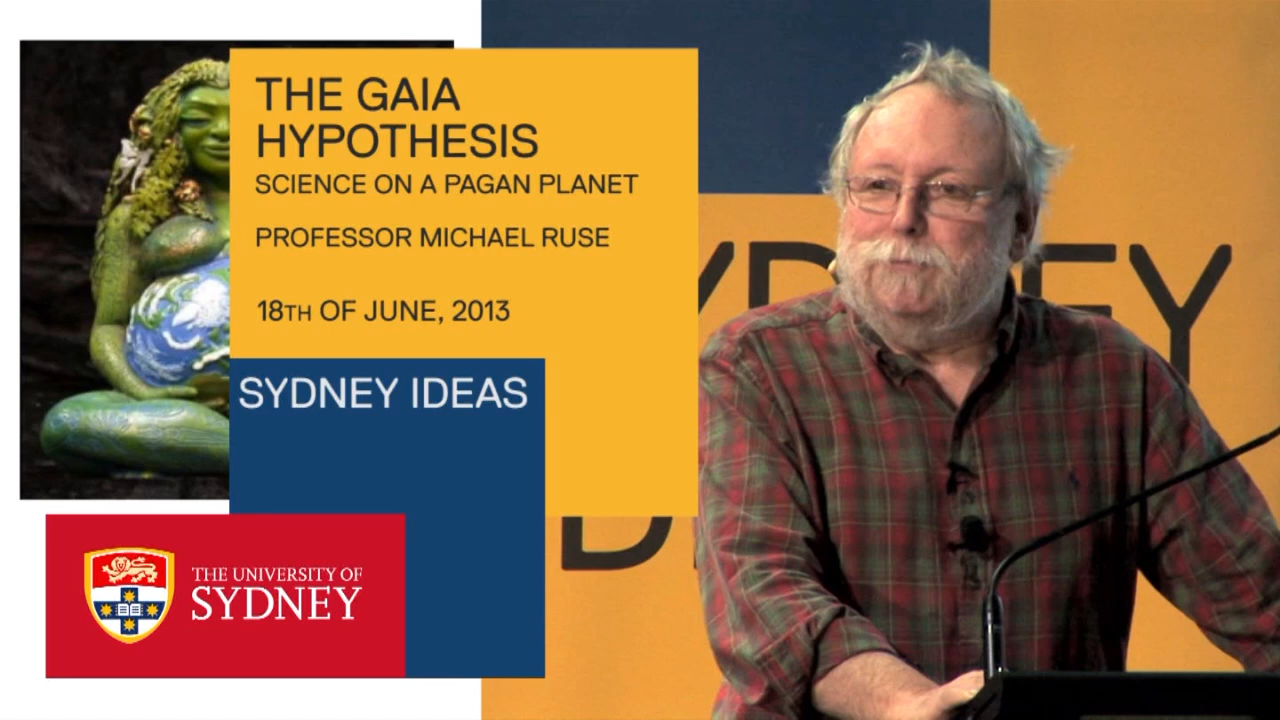 THE GAIA
HYPOTHESIS
SCIENCE ON A PAGAN PLANET
PROFESSOR MICHAEL RUSE
18TH OF JUNE, 2013
SYDNEY IDEAS
THE UNIVERSITY OF
SYDNEY